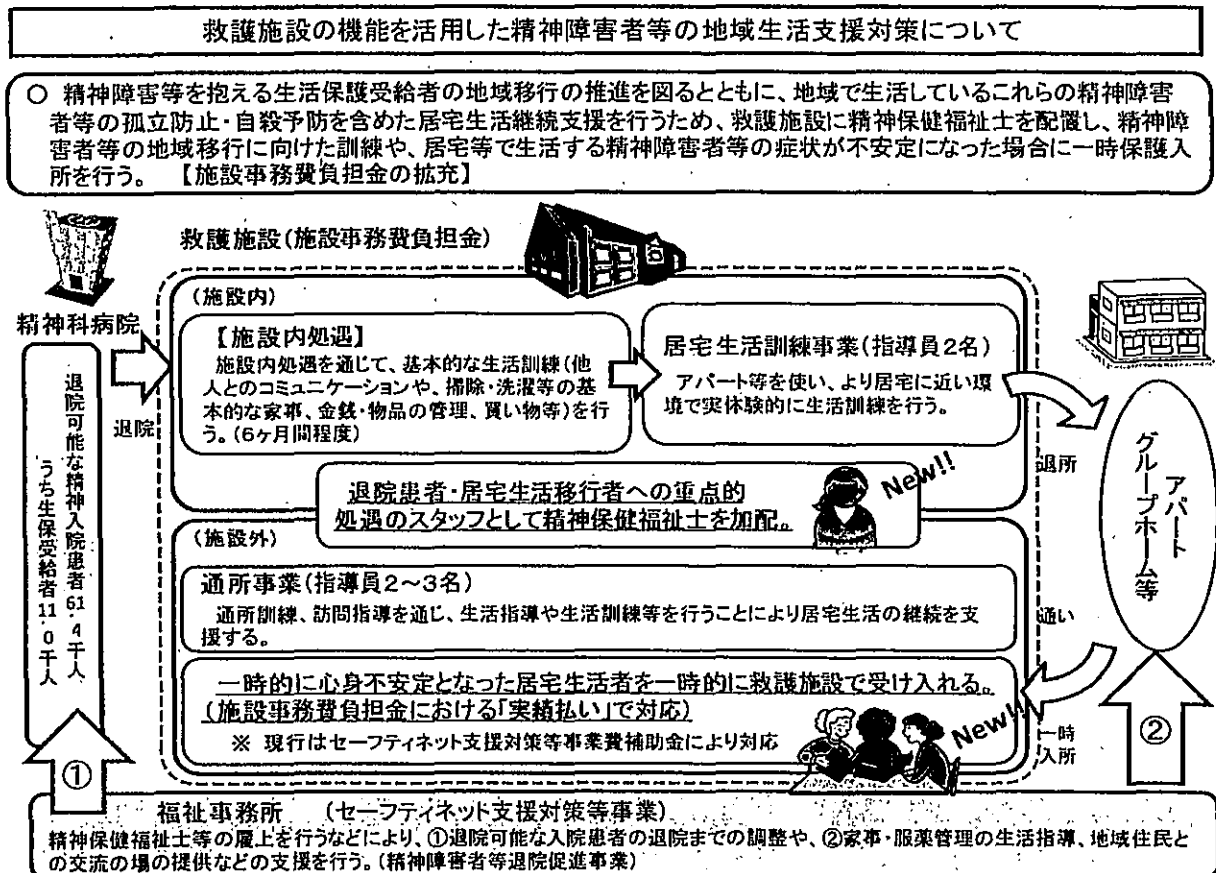 救護施設の機能を活用した精神障害者等の地域生活支援対策について
○ 精神障害等を抱える生活保護受給者の地域移行の推進を図るとともに、地域で生活しているこれらの精神障害
者等の孤立防止・自殺予防を含めた居宅生活継続支援を行うため、救護施設に精神保健福祉士を配置し、精神障
害者等の地域移行に向けた訓練や、居宅等で生活する精神障害者等の症状が不安定になった場合に一時保護入
所を行う。 【施設事務費負担金の拡充】
救護施設(施設事務費負担金)
精神科病院
退院可能な精神入院患者61.4千人、
うち生保受給者11.0千人
退院
(施設内)
【施設内処遇】
施設内処遇を通じて、基本的な生活訓練(他
人とのコミュニケーションや、掃除・洗濯等の基
本的な家事、金銭・物品の管理、買い物等)を行
う。(6ヶ月間程度)
居宅生活訓練事業(指導員2名)
アパート等を使い、より居宅に近い環
境で実体験的に生活訓練を行う。
退所
アパート
グループホーム等
退院患者・居宅生活移行者への重点的
処遇のスタッフとして精神保健福祉士を加配。
New!!
(施設外)
通所事業(指導員2~3名)
通所訓練、訪問指導を通じ、生活指導や生活訓練等を行うことにより居宅生活の継続を支
援する。
通い
一時的に心身不安定となった居宅生活者を一時的に救護施設で受け入れる。
(施設事務費負担金における「実績払い」で対応)
※ 現行はセーフティネット支援対策等事業費補助金により対応
New!!
一時
入所
①
②
福祉事務所 (セーフティネット支援対策等事業)
精神保健福祉士等の雇上を行うなどにより、①退院可能な入院患者の退院までの調整や、②家事・服薬管理の生活指導、地域住民と
の交流の場の提供などの支援を行う。(精神障害者等退院促進事業)